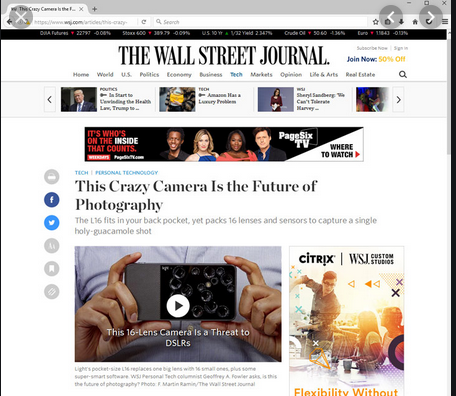 WSJ This Crazy Camera Is the F...
https://www.wsj.com/articles/this-crazy-
Search
DJIA Futures ▼ 22797 -0.08%
Stoxx 600 ▼ 389.79 -0.09%
U.S. 10 Yr ▲ 1/32 Yield 2.347%
Crude Oil ▼ 50.60 -1.36%
Euro
THE WALL STREET JOURNAL.
Subscribe Now | Sign In
Join Now: 50% Off
Home World U.S. Politics Economy Business Tech Markets Opinion Life & Arts Real Estate
POLITICS
In Start to
Unwinding the Health
Law, Trump to ...
TECH
Amazon Has a
Luxury Problem
WSJ
Sheryl Sandberg: ‘We
Can’t Tolerate
Harvey ...
IT'S WHO'S
ON THE INSIDE
THAT COUNTS.
WEEKDAYS PageSixTV.com
PageSix
TV
WHERE TO
WATCH
TECH | PERSONAL TECHNOLOGY
This Crazy Camera Is the Future of
Photography
The L16 fits in your back pocket, yet packs 16 lenses and sensors to capture a single
holy-guacamole shot
light
This 16-Lens Camera Is a Threat to
DSLRs
Light's pocket-size L16 replaces one big lens with 16 small ones, plus
some super-smart software. WSJ Personal Tech columnist Geoffrey A. Fowler asks, is this
the future of photography? Photo: F. Martin Ramin/The Wall Street Journal
CITRIX | WSJ. CUSTOM
STUDIOS
Flexibility Without